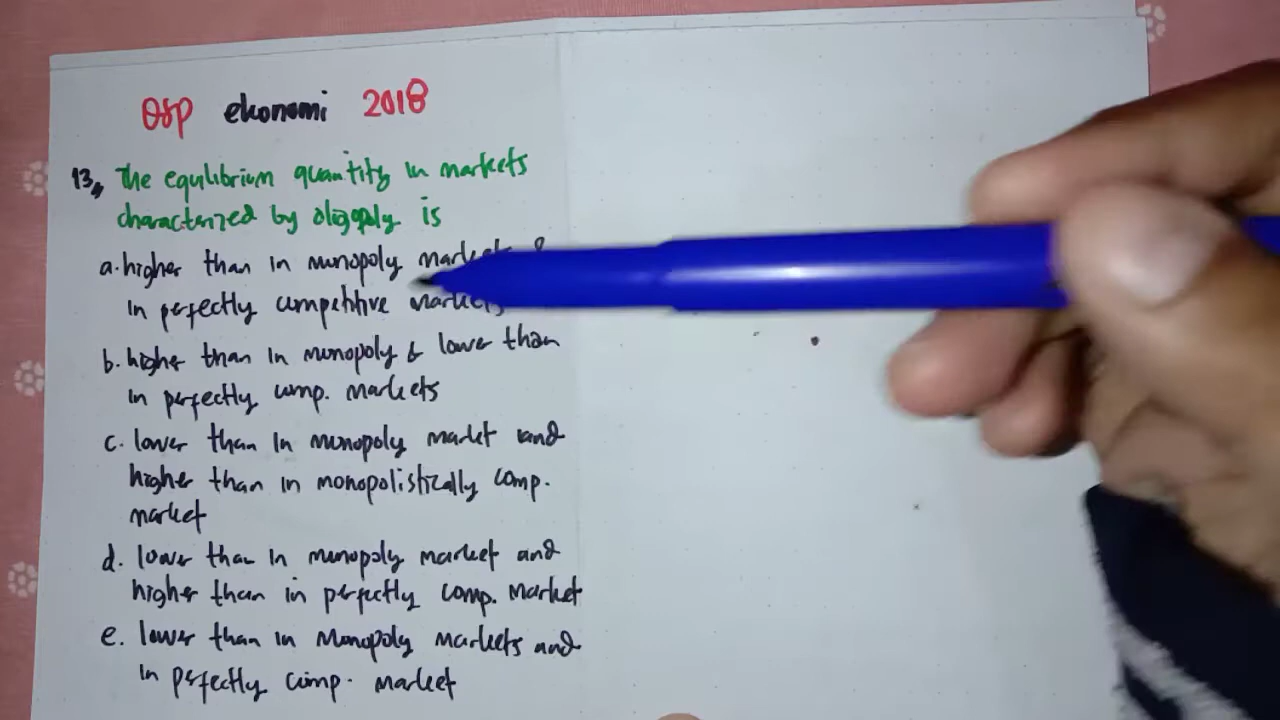 OSP ekonomi 2018
13, The equilibrium quantity in markets
characterized by oligopoly is
a. higher than in monopoly markets &
in perfectly competitive markets
b. higher than in monopoly & lower than
in perfectly comp. markets
c. lower than in monopoly market and
higher than in monopolistically comp.
market
d. lower than in monopoly market and
higher than in perfectly comp. market
e. lower than in monopoly markets and
in perfectly comp. market